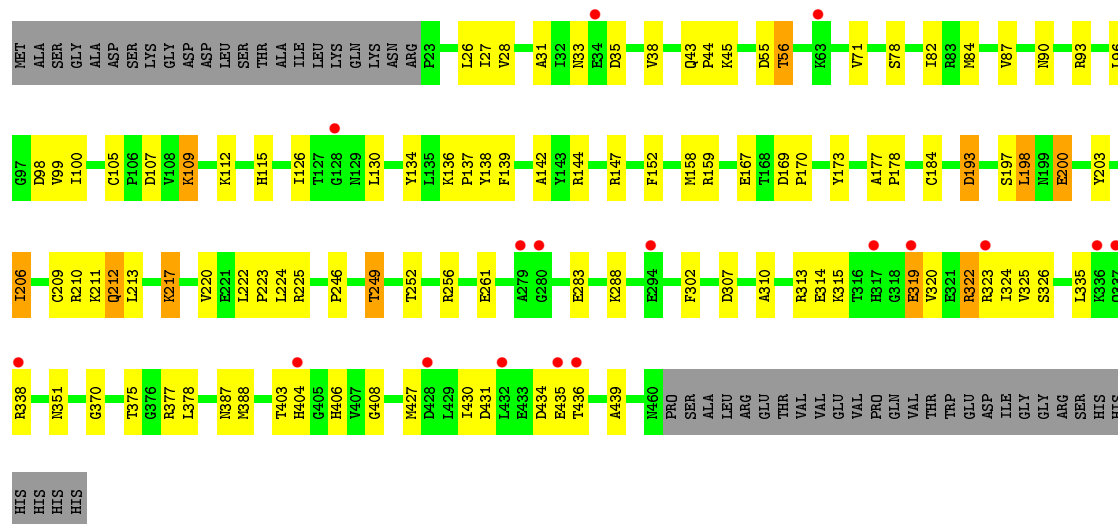 MET ALA SER GLY ALA ASP SER LYS GLY ASP ASP LEU SER THR ALA ILE LEU LYS GLN LYS ASN ARG P23 L26 I27 V28 A31 I32 N33 E34 D35 V38 Q43 P44 K45 D55 T56 K63 V71 S78 I82 R83 M84 V87 N90 R93 L96
G97 D98 V99 I100 C105 P106 D107 V108 K109 K112 H115 I126 T127 G128 N129 L130 Y134 L135 K136 P137 Y138 F139 A142 Y143 R144 R147 F152 M158 R159 E167 T168 D169 P170 Y173 A177 P178 C184 D193 S197 L198 N199 E200 Y203
I206 C209 R210 K211 Q212 L213 K217 V220 E221 L222 P223 L224 R225 P246 T249 T252 R256 E261 A279 G280 E283 K288 E294 F302 D307 A310 R313 E314 K315 T316 H317 G318 E319 V320 E321 R322 R323 I324 V325 S326 L335 K336 Q337
R338 N351 G370 T375 G376 R377 L378 N387 M388 T403 H404 G405 H406 V407 G408 M427 D428 L429 I430 D431 L432 E433 D434 E435 T436 A439 N460 PRO SER ALA LEU ARG GLU THR VAL VAL GLU VAL PRO GLN VAL THR TRP GLU ASP ILE GLY GLY ARG SER HIS HIS
HIS HIS HIS HIS